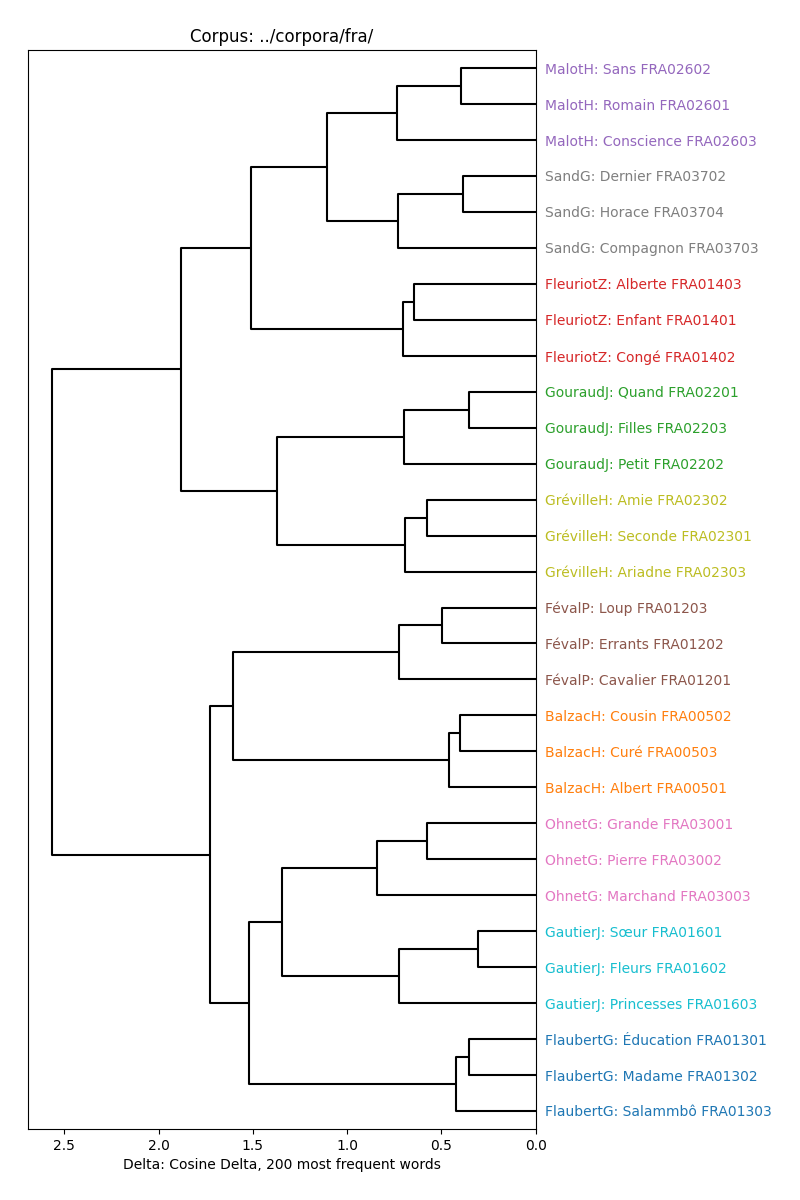 Corpus: ../corpora/fra/
MalotH: Sans FRA02602
MalotH: Romain FRA02601
MalotH: Conscience FRA02603
SandG: Dernier FRA03702
SandG: Horace FRA03704
SandG: Compagnon FRA03703
FleuriotZ: Alberte FRA01403
FleuriotZ: Enfant FRA01401
FleuriotZ: Congé FRA01402
GouraudJ: Quand FRA02201
GouraudJ: Filles FRA02203
GouraudJ: Petit FRA02202
GrévilleH: Amie FRA02302
GrévilleH: Seconde FRA02301
GrévilleH: Ariadne FRA02303
FévalP: Loup FRA01203
FévalP: Errants FRA01202
FévalP: Cavalier FRA01201
BalzacH: Cousin FRA00502
BalzacH: Curé FRA00503
BalzacH: Albert FRA00501
OhnetG: Grande FRA03001
OhnetG: Pierre FRA03002
OhnetG: Marchand FRA03003
GautierJ: Sœur FRA01601
GautierJ: Fleurs FRA01602
GautierJ: Princesses FRA01603
FlaubertG: Éducation FRA01301
FlaubertG: Madame FRA01302
FlaubertG: Salammbô FRA01303
2.5 2.0 1.5 1.0 0.5 0.0
Delta: Cosine Delta, 200 most frequent words